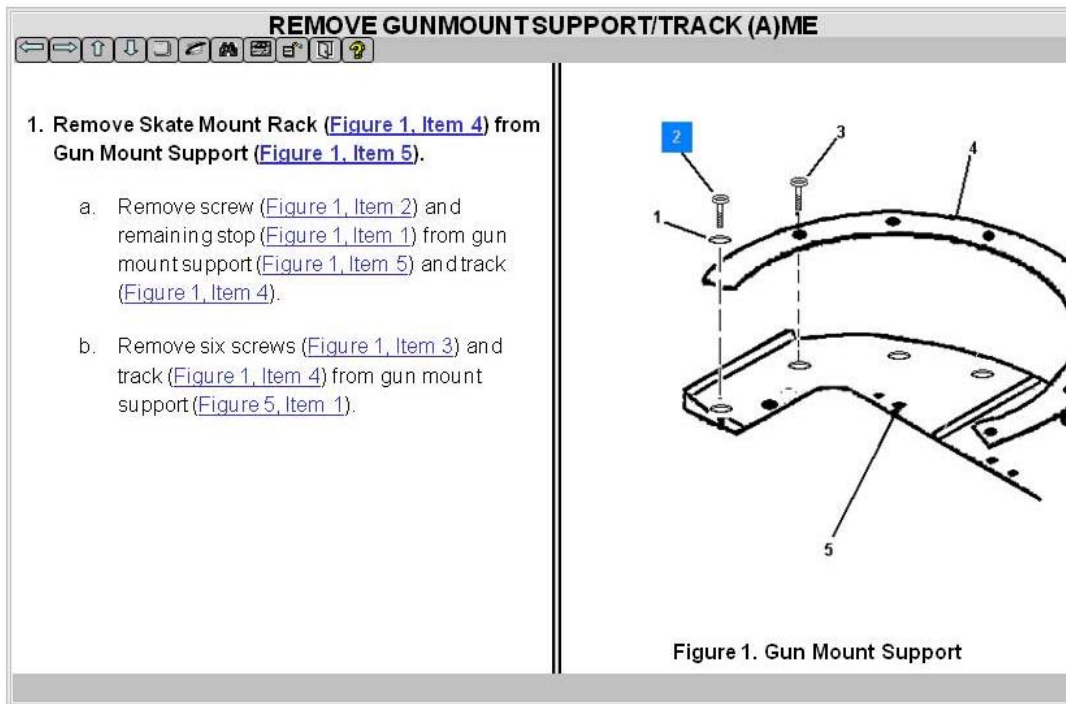 REMOVE GUNMOUNT SUPPORT/TRACK (A)ME
1. Remove Skate Mount Rack (Figure 1, Item 4) from
Gun Mount Support (Figure 1, Item 5).
a. Remove screw (Figure 1, Item 2) and
remaining stop (Figure 1, Item 1) from gun
mount support (Figure 1, Item 5) and track
(Figure 1, Item 4).
b. Remove six screws (Figure 1, Item 3) and
track (Figure 1, Item 4) from gun mount
support (Figure 5, Item 1).
2
3
4
1
5
Figure 1. Gun Mount Support